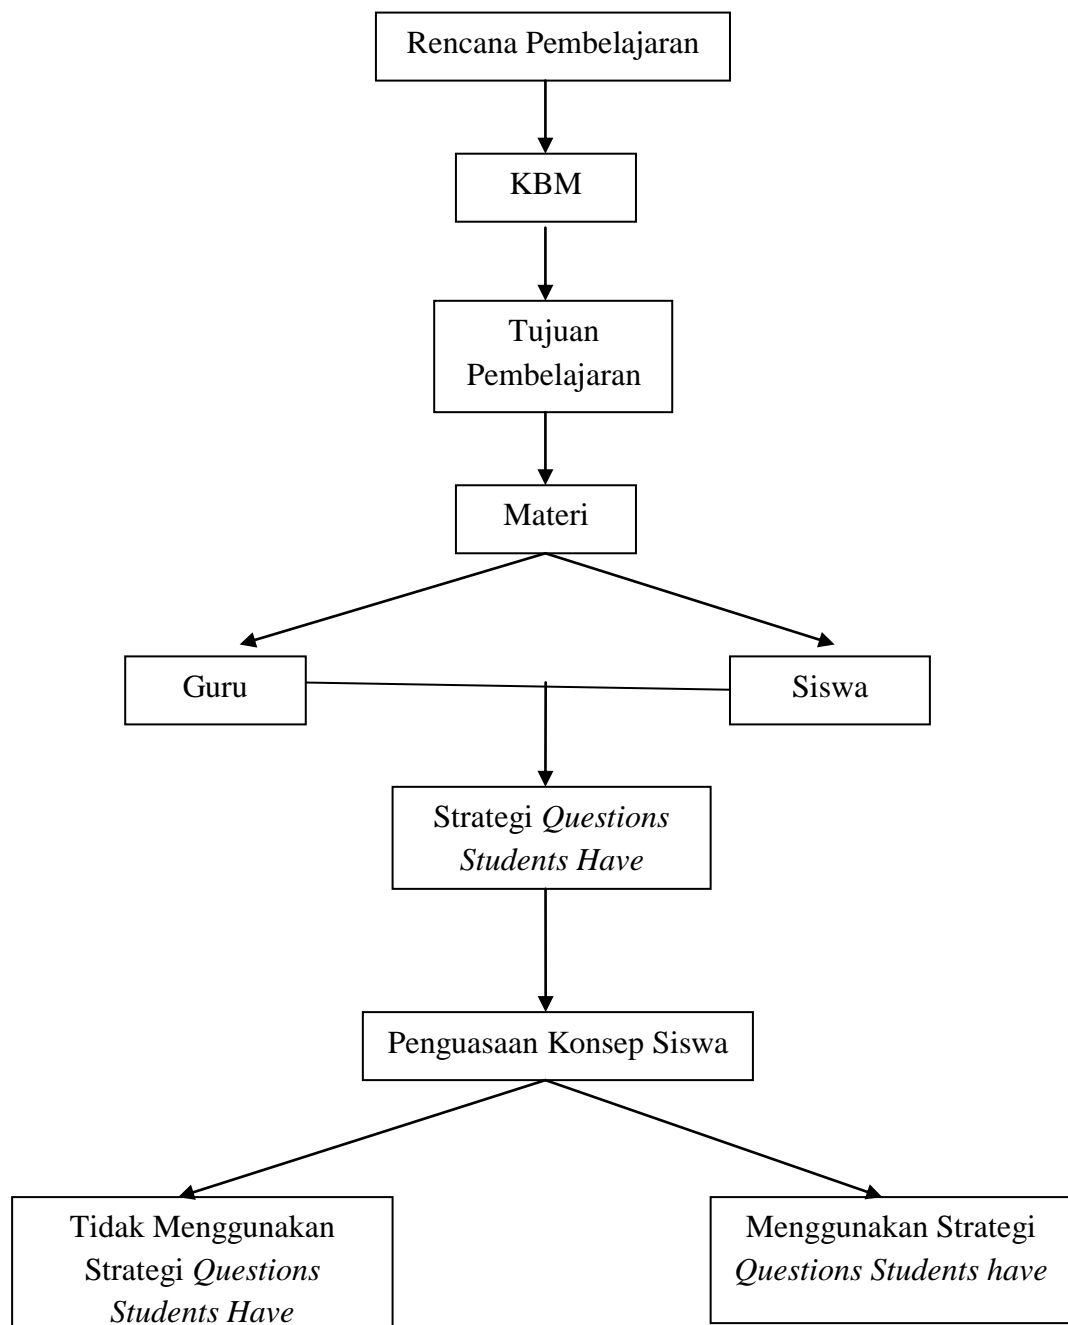 Rencana Pembelajaran
KBM
Tujuan
Pembelajaran
Materi
Guru
Siswa
Strategi Questions
Students Have
Penguasaan Konsep Siswa
Tidak Menggunakan
Strategi Questions
Students Have
Menggunakan Strategi
Questions Students have